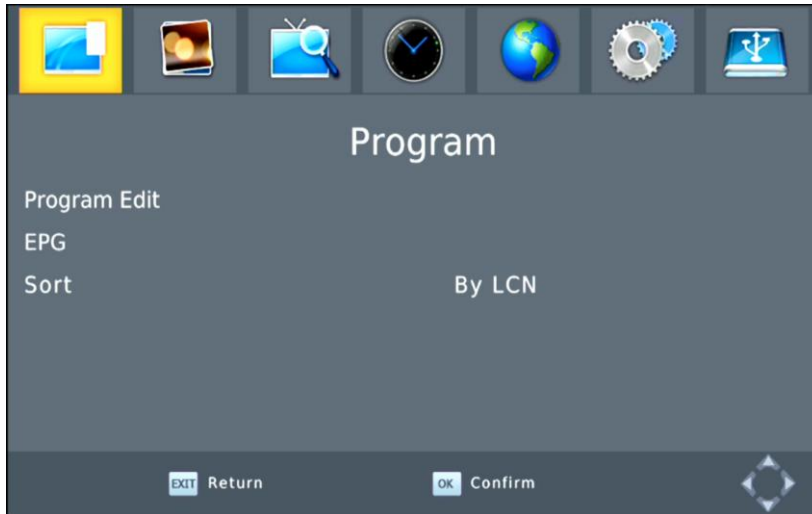 Program
Program Edit
EPG
Sort By LCN
EXIT Return OK Confirm